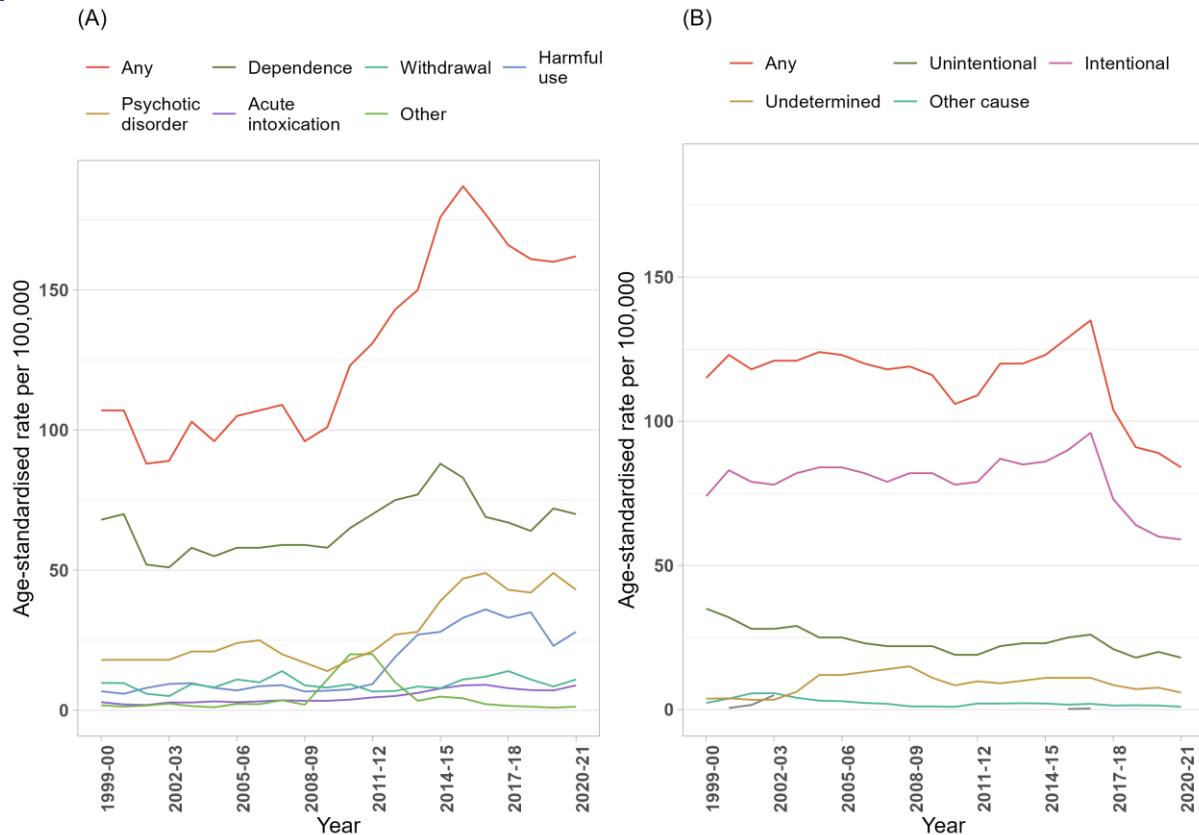 (A)
Any
Dependence
Withdrawal
Harmful
use
Psychotic
disorder
Acute
intoxication
Other
Age-standardised rate per 100,000
150
100
50
0
1999-00
2002-03
2005-06
2008-09
2011-12
2014-15
2017-18
2020-21
Year
(B)
Any
Unintentional
Intentional
Undetermined
Other cause
Age-standardised rate per 100,000
150
100
50
0
1999-00
2002-03
2005-06
2008-09
2011-12
2014-15
2017-18
2020-21
Year